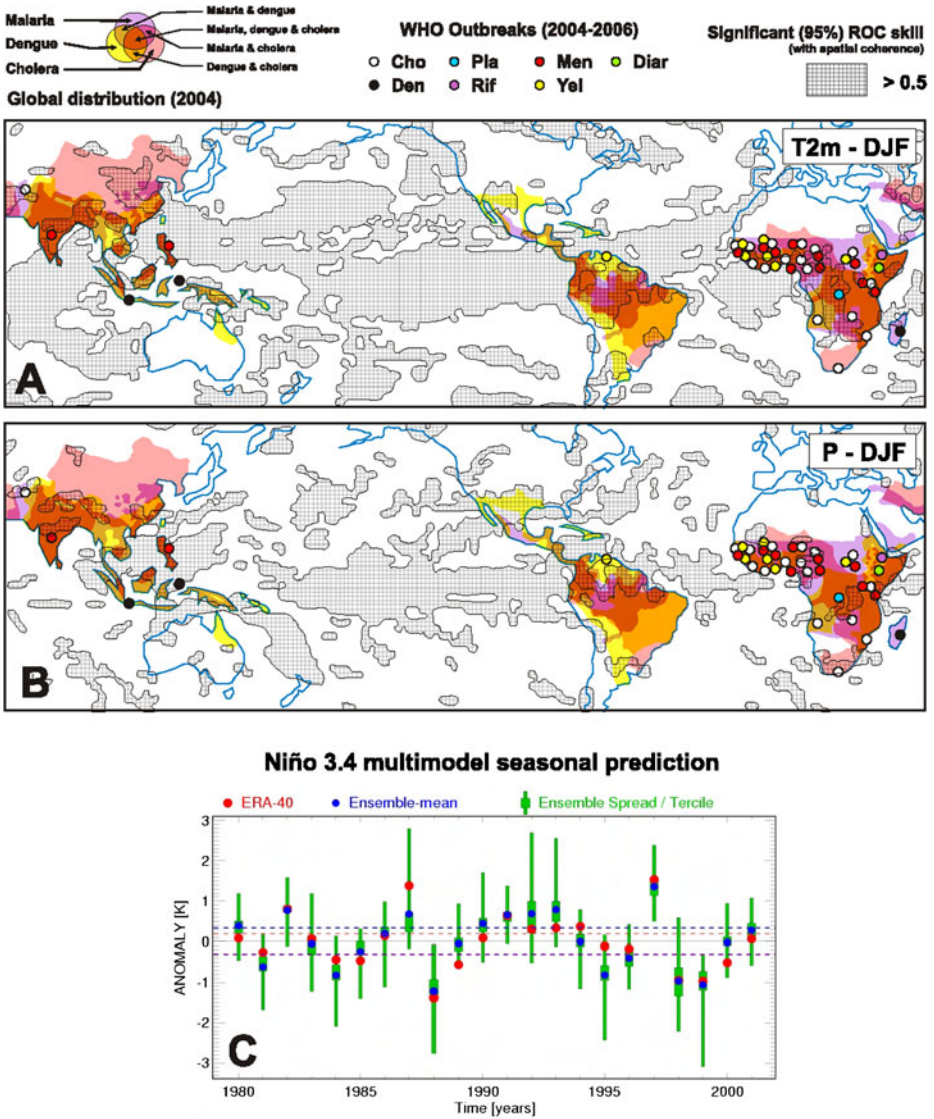 Malaria
Dengue
Cholera
Malaria & dengue
Malaria, dengue & cholera
Malaria & cholera
Dengue & cholera
WHO Outbreaks (2004-2006)
Cho Pla Men Diar
Den Rif Yel
Significant (95%) ROC skill
(with spatial coherence)
> 0.5
Global distribution (2004)
T2m - DJF
A
P - DJF
B
Niño 3.4 multimodel seasonal prediction
ERA-40 Ensemble-mean Ensemble Spread / Tercile
3
2
1
0
-1
-2
-3
ANOMALY [K]
C
1980 1985 1990 1995 2000
Time [years]